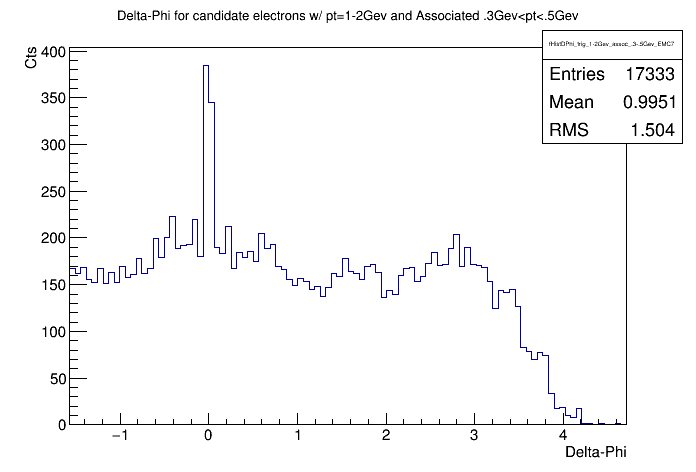 Delta-Phi for candidate electrons w/ pt=1-2Gev and Associated .3Gev<pt<.5Gev
Cts
fHistDPhi_trig_1-2Gev_assoc_.3-.5Gev_EMC7
Entries 17333
Mean 0.9951
RMS 1.504
400
350
300
250
200
150
100
50
0
−1 0 1 2 3 4
Delta-Phi